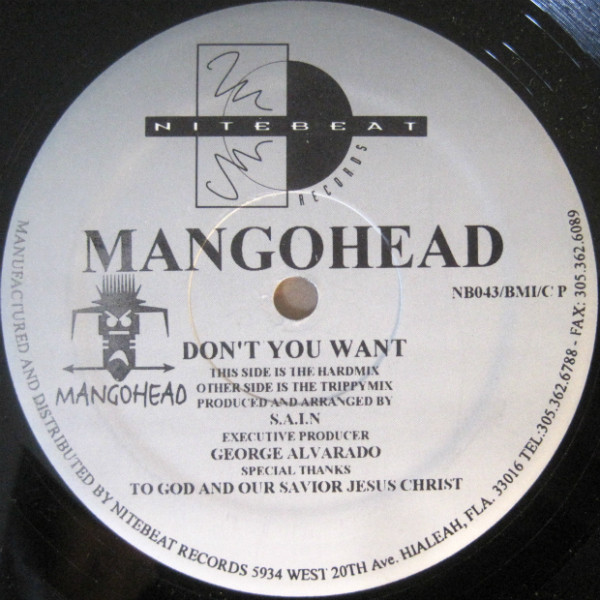 NITEBEAT
RECORDS
MANGOHEAD
NB043/BMI/C P
MANGOHEAD
DON'T YOU WANT
THIS SIDE IS THE HARDMIX
OTHER SIDE IS THE TRIPPYMIX
PRODUCED AND ARRANGED BY
S.A.I.N
EXECUTIVE PRODUCER
GEORGE ALVARADO
SPECIAL THANKS
TO GOD AND OUR SAVIOR JESUS CHRIST
MANUFACTURED AND DISTRIBUTED BY NITEBEAT RECORDS 5934 WEST 20TH Ave. HIALEAH, FLA. 33016 TEL:305.362.6788 - FAX: 305.362.6089